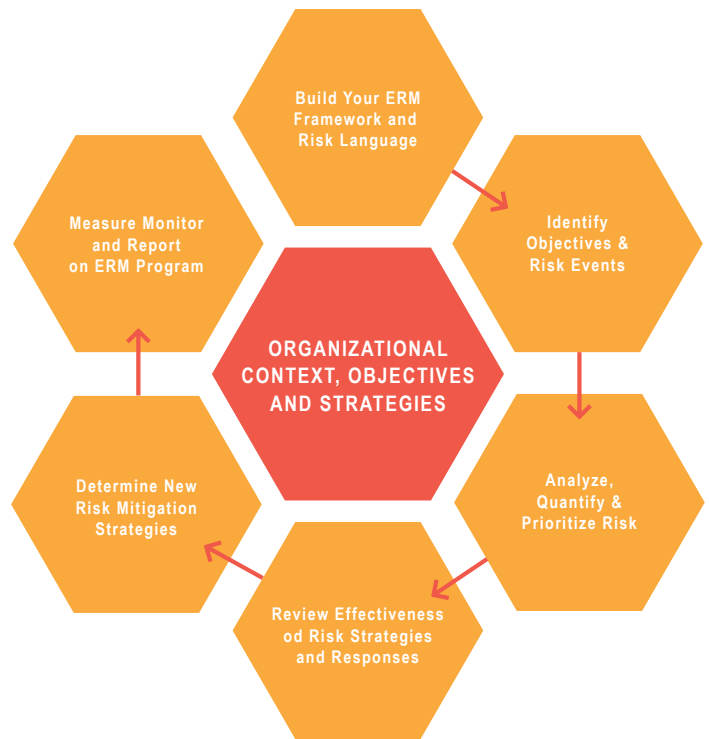 Build Your ERM
Framework and
Risk Language
Identify
Objectives &
Risk Events
Analyze,
Quantify &
Prioritize Risk
Review Effectiveness
od Risk Strategies
and Responses
Determine New
Risk Mitigation
Strategies
Measure Monitor
and Report
on ERM Program
ORGANIZATIONAL
CONTEXT, OBJECTIVES
AND STRATEGIES